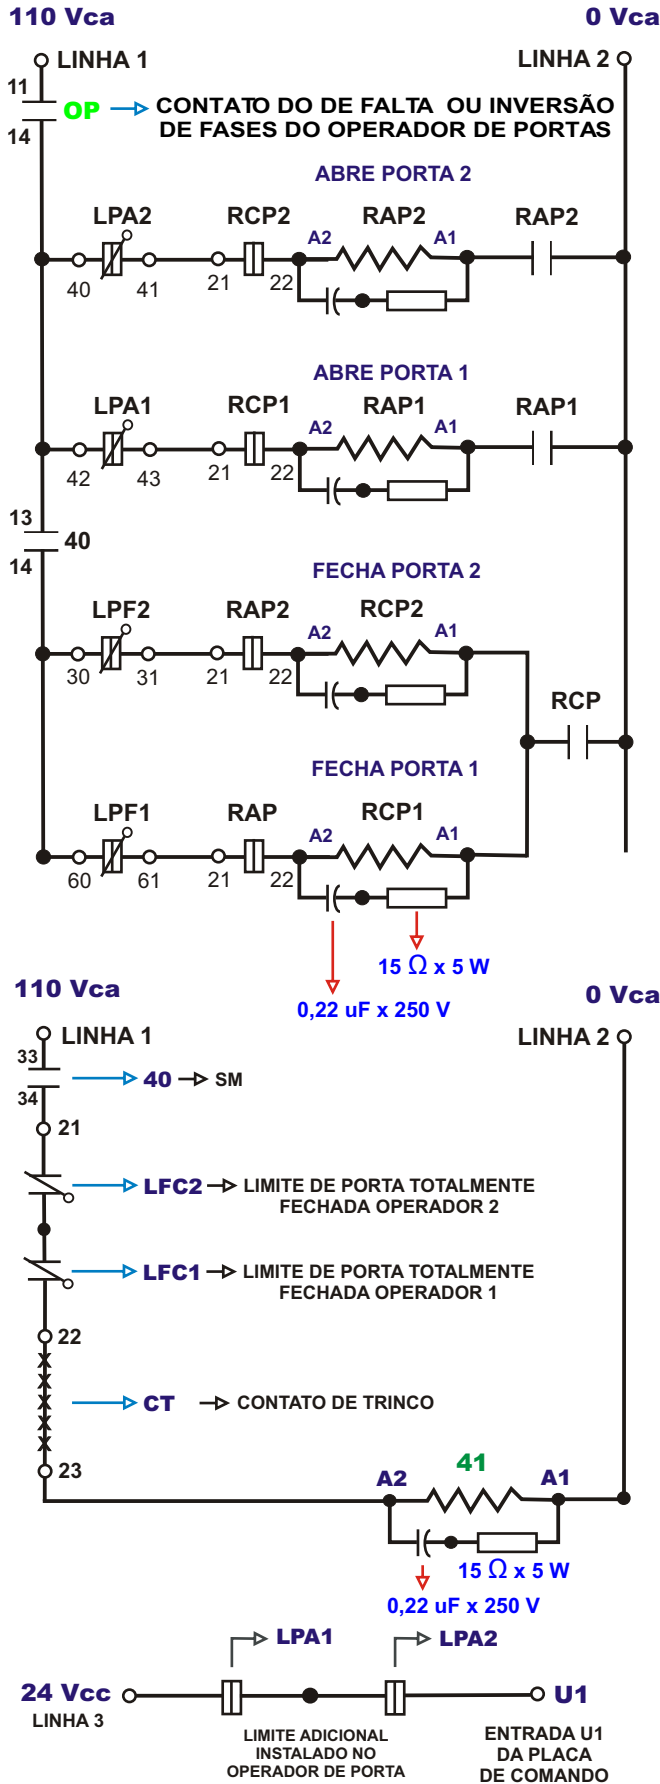 110 Vca
0 Vca
LINHA 1
LINHA 2
11
OP
CONTATO DO DE FALTA OU INVERSÃO
14
DE FASES DO OPERADOR DE PORTAS
ABRE PORTA 2
LPA2
RCP2
RAP2
RAP2
A2
A1
40
41
21
22
ABRE PORTA 1
LPA1
RCP1
RAP1
RAP1
A2
A1
42
43
21
22
13
40
14
FECHA PORTA 2
LPF2
RAP2
RCP2
A2
A1
30
31
21
22
RCP
FECHA PORTA 1
LPF1
RAP
RCP1
A2
A1
60
61
21
22
15 Ω x 5 W
0,22 uF x 250 V
110 Vca
0 Vca
LINHA 1
LINHA 2
33
40
SM
34
21
LFC2
LIMITE DE PORTA TOTALMENTE
FECHADA OPERADOR 2
LFC1
LIMITE DE PORTA TOTALMENTE
FECHADA OPERADOR 1
22
CT
CONTATO DE TRINCO
23
41
A2
A1
15 Ω x 5 W
0,22 uF x 250 V
LPA1
LPA2
24 Vcc
U1
LINHA 3
LIMITE ADICIONAL
INSTALADO NO
OPERADOR DE PORTA
ENTRADA U1
DA PLACA
DE COMANDO